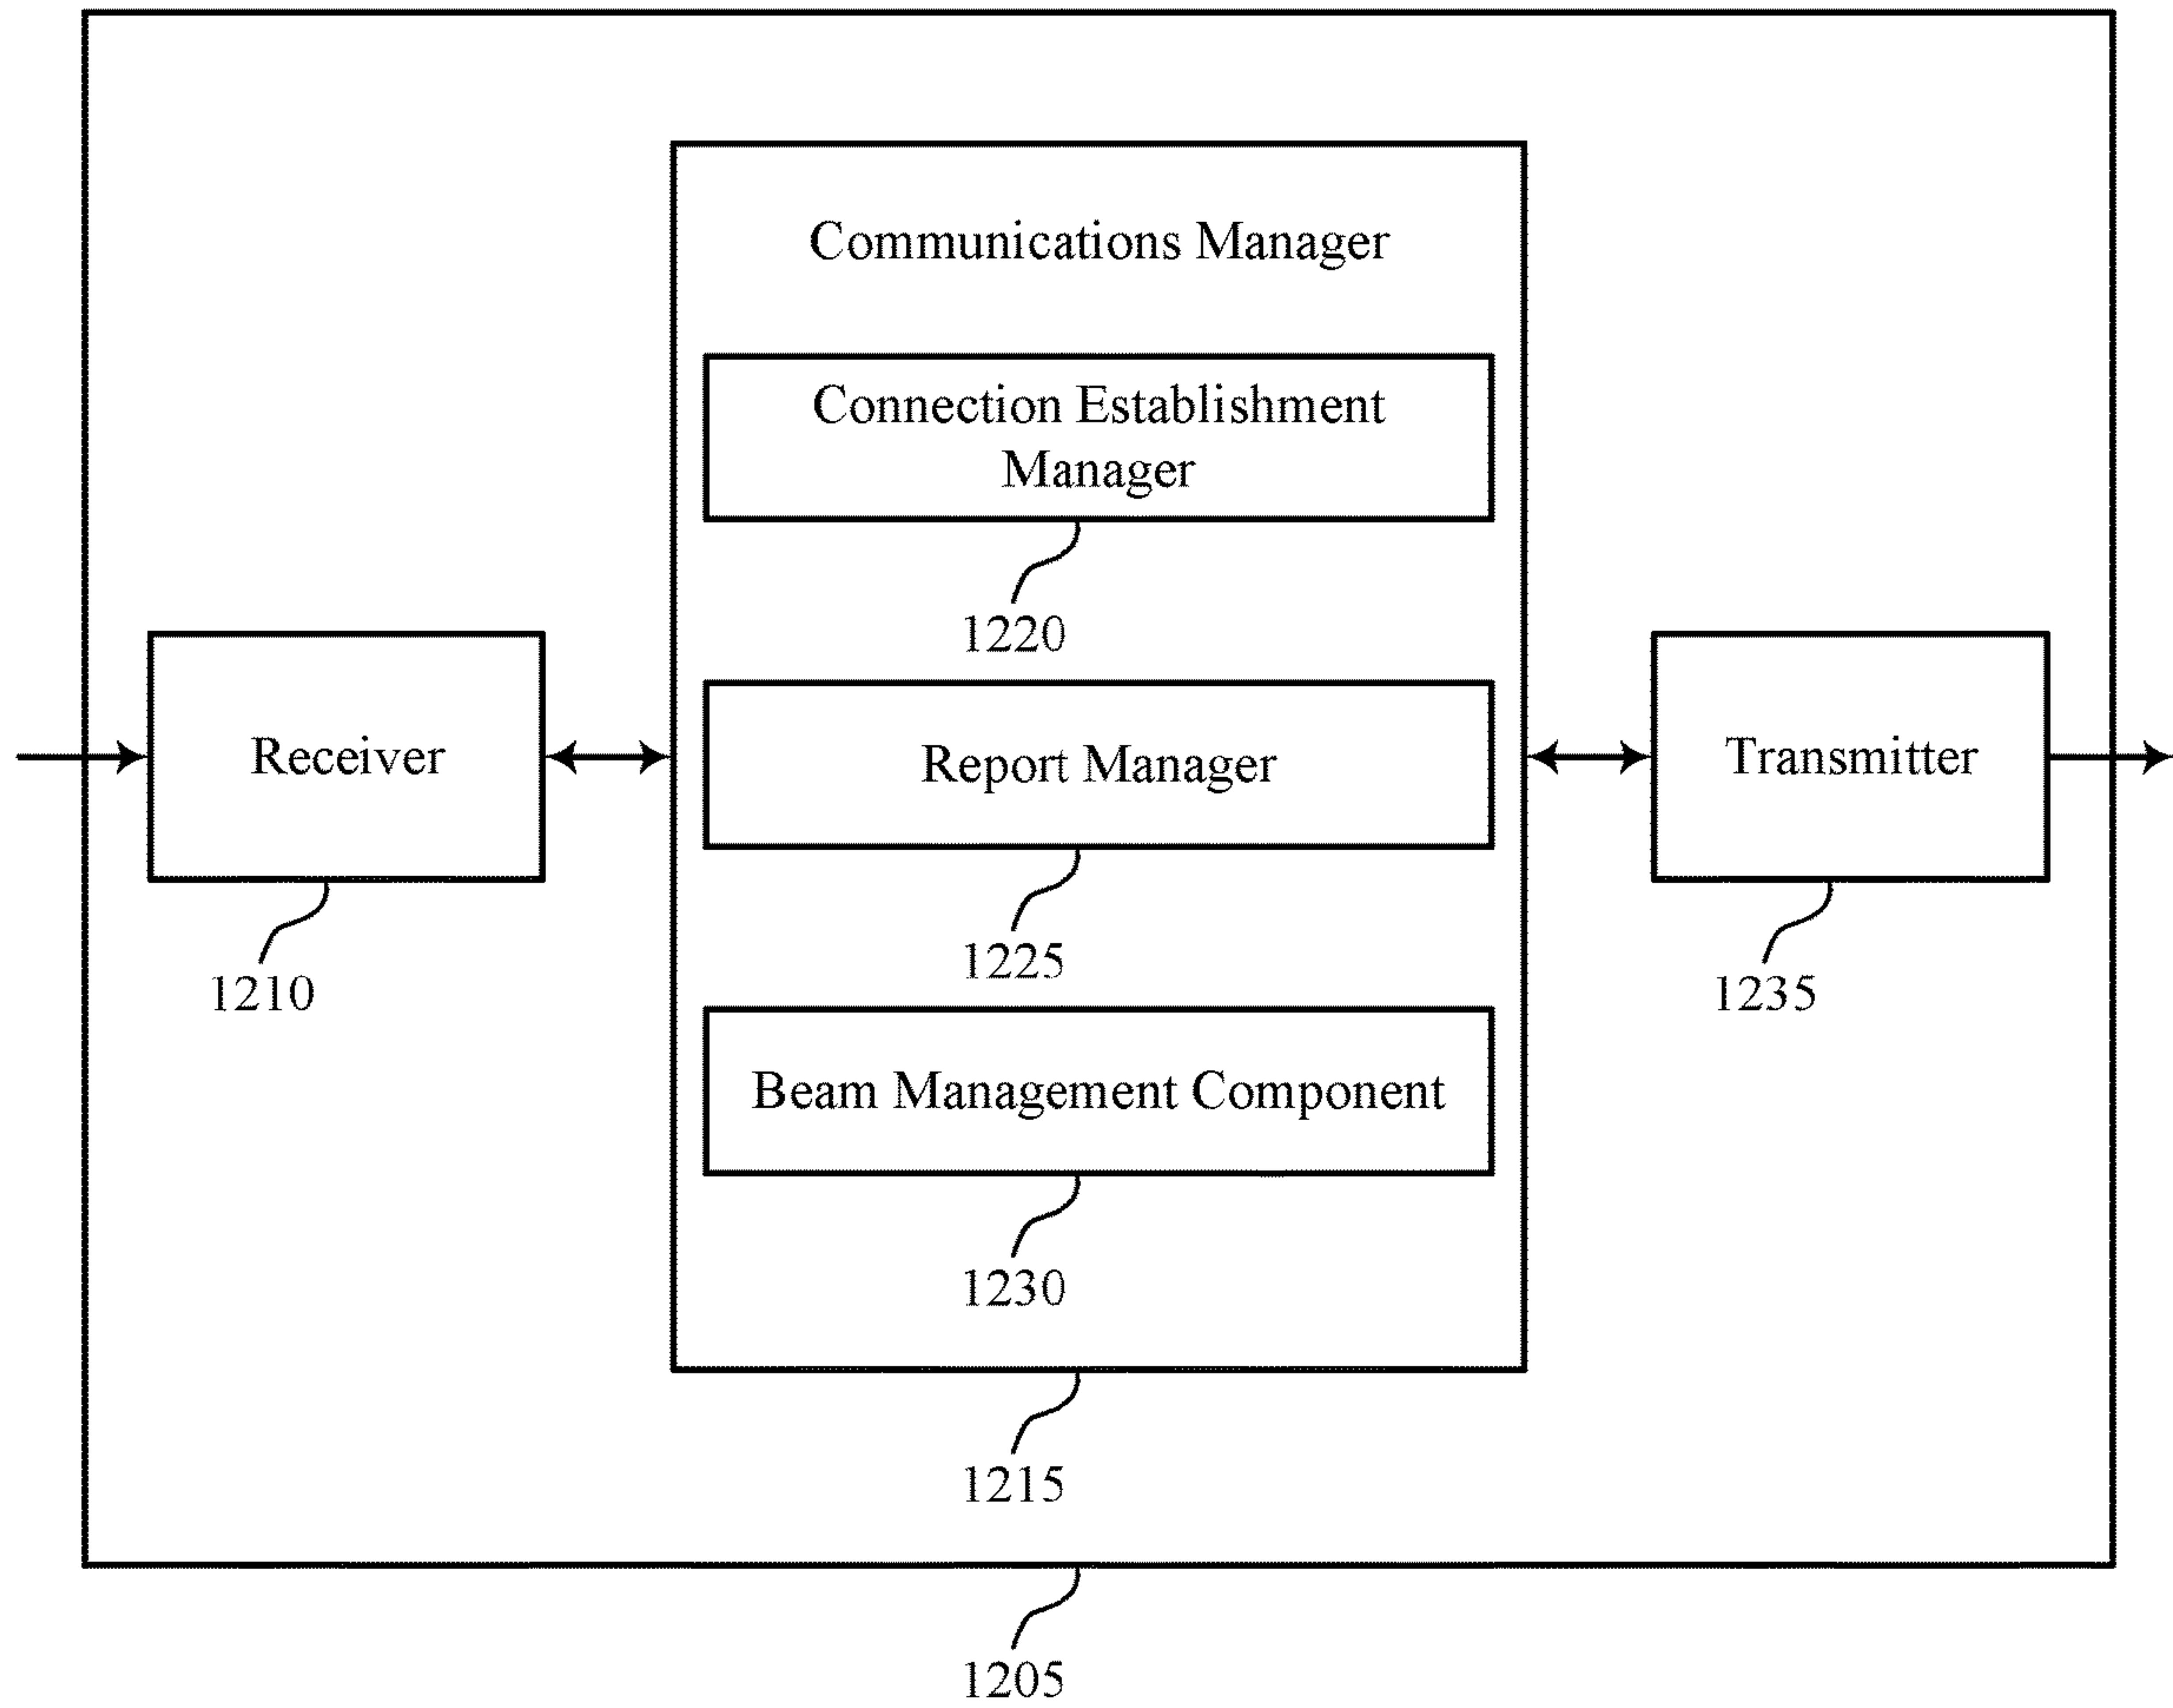 Communications Manager
Connection Establishment
Manager
1220
Receiver
1210
Report Manager
1225
Transmitter
1235
Beam Management Component
1230
1215
1205